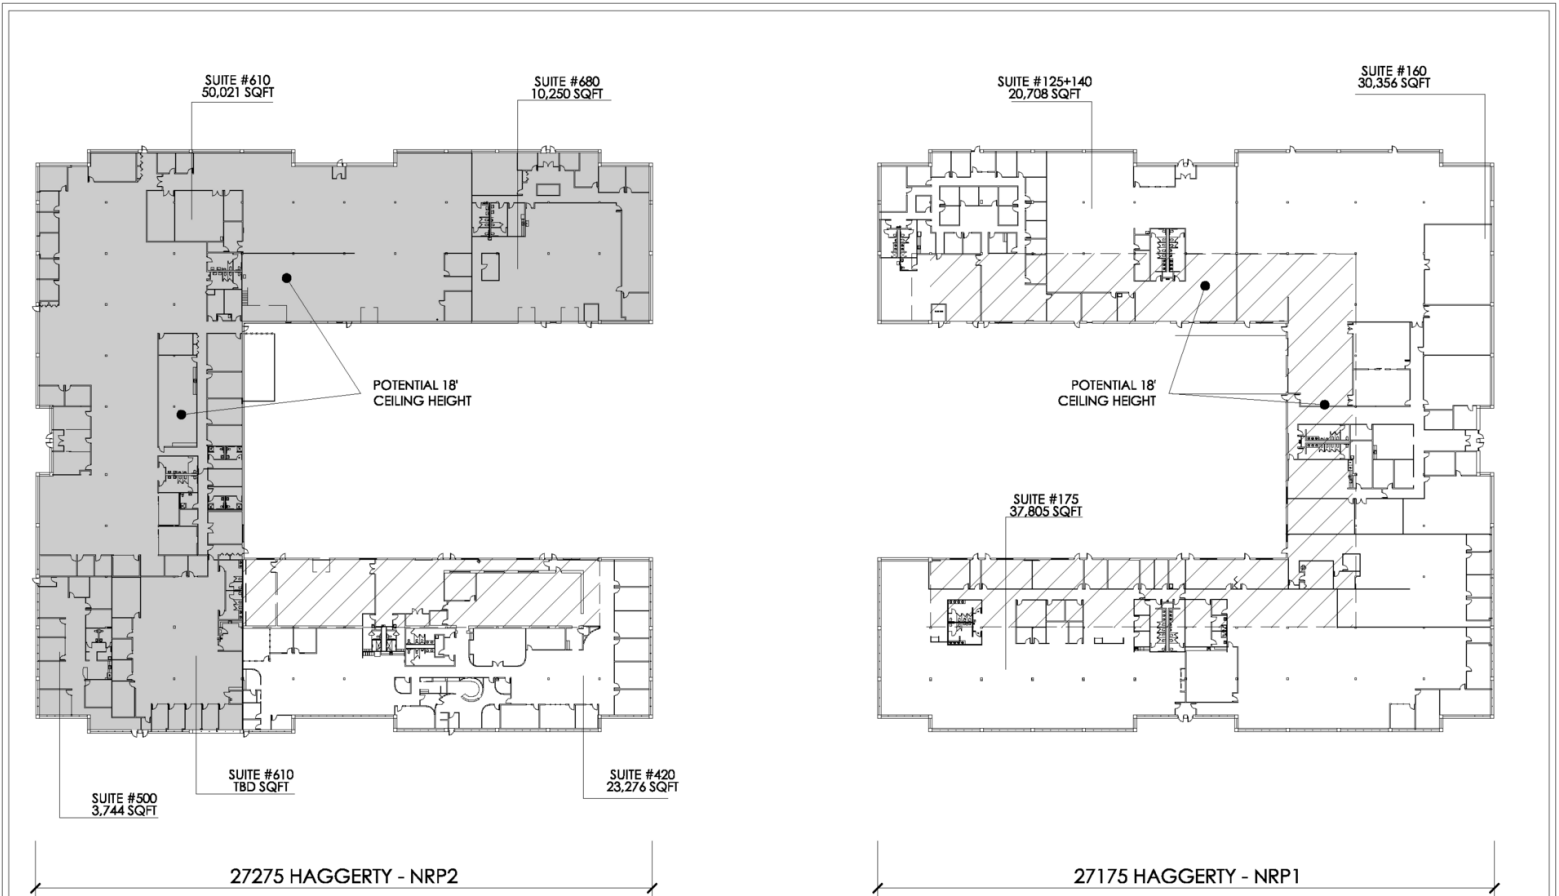 SUITE #610
50,021 SQFT
SUITE #680
10,250 SQFT
SUITE #125+140
20,708 SQFT
SUITE #160
30,356 SQFT
POTENTIAL 18'
CEILING HEIGHT
POTENTIAL 18'
CEILING HEIGHT
SUITE #175
37,805 SQFT
SUITE #610
TBD SQFT
SUITE #420
23,276 SQFT
SUITE #500
3,744 SQFT
27275 HAGGERTY - NRP2
27175 HAGGERTY - NRP1